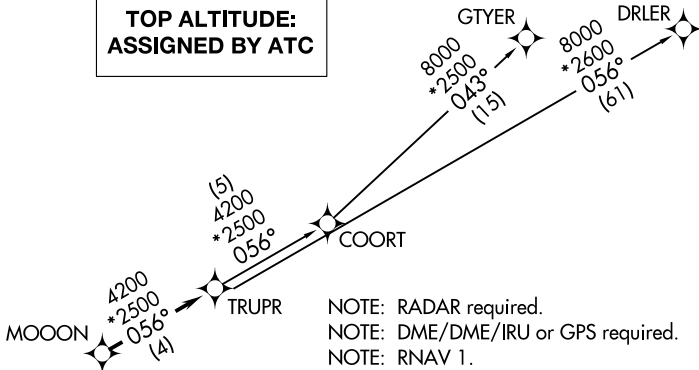 TOP ALTITUDE:
ASSIGNED BY ATC
GTYER
DRLER
8000
*2500
043°
(15)
8000
*2600
056°
(61)
(5)
4200
*2500
056°
COORT
4200
*2500
056°
(4)
TRUPR
MOOON
NOTE: RADAR required.
NOTE: DME/DME/IRU or GPS required.
NOTE: RNAV 1.